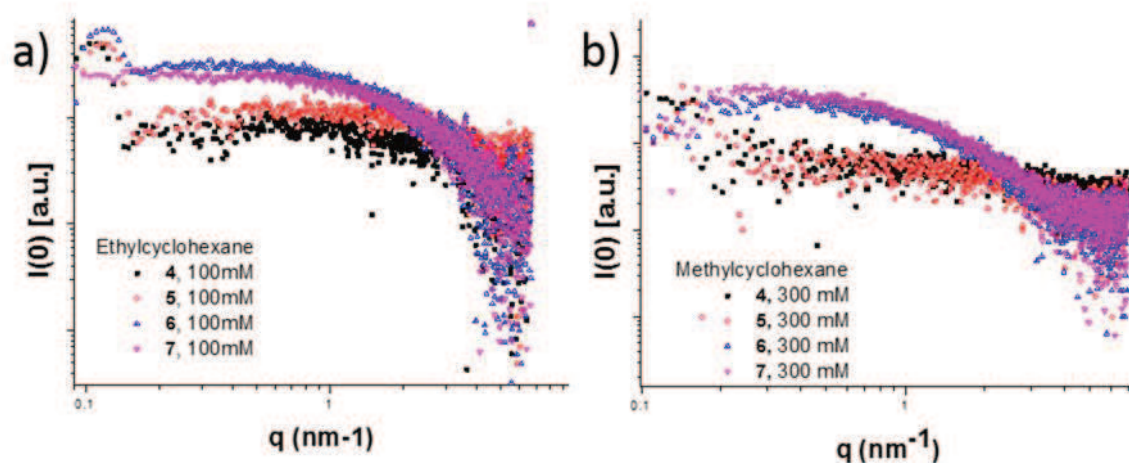 a)
I(0) [a.u.]
Ethylcyclohexane
4, 100mM
5, 100mM
6, 100mM
7, 100mM
0.1
1
q (nm-1)
b)
I(0) [a.u.]
Methylcyclohexane
4, 300 mM
5, 300 mM
6, 300 mM
7, 300 mM
0.1
1
q (nm⁻¹)